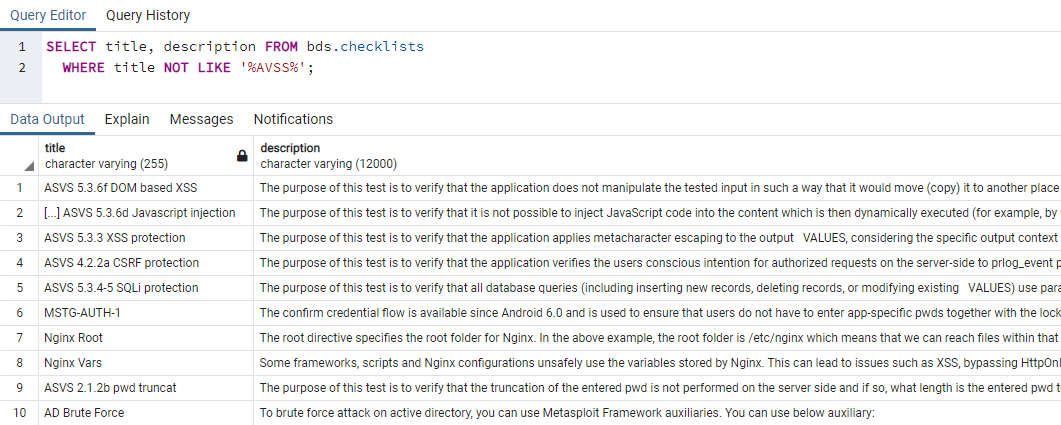 Query Editor Query History
1 SELECT title, description FROM bds.checklists
2 WHERE title NOT LIKE '%AVSS%';
Data Output Explain Messages Notifications
title description
character varying (255) character varying (12000)
1 ASVS 5.3.6f DOM based XSS The purpose of this test is to verify that the application does not manipulate the tested input in such a way that it would move (copy) it to another place
2 [...] ASVS 5.3.6d Javascript injection The purpose of this test is to verify that it is not possible to inject JavaScript code into the content which is then dynamically executed (for example, by
3 ASVS 5.3.3 XSS protection The purpose of this test is to verify that the application applies metacharacter escaping to the output VALUES, considering the specific output context
4 ASVS 4.2.2a CSRF protection The purpose of this test is to verify that the application verifies the users conscious intention for authorized requests on the server-side to prlog_event p
5 ASVS 5.3.4-5 SQLi protection The purpose of this test is to verify that all database queries (including inserting new records, deleting records, or modifying existing VALUES) use para
6 MSTG-AUTH-1 The confirm credential flow is available since Android 6.0 and is used to ensure that users do not have to enter app-specific pwds together with the lock
7 Nginx Root The root directive specifies the root folder for Nginx. In the above example, the root folder is /etc/nginx which means that we can reach files within that
8 Nginx Vars Some frameworks, scripts and Nginx configurations unsafely use the variables stored by Nginx. This can lead to issues such as XSS, bypassing HttpOnl
9 ASVS 2.1.2b pwd truncat The purpose of this test is to verify that the truncation of the entered pwd is not performed on the server side and if so, what length is the entered pwd t
10 AD Brute Force To brute force attack on active directory, you can use Metasploit Framework auxiliaries. You can use below auxiliary: